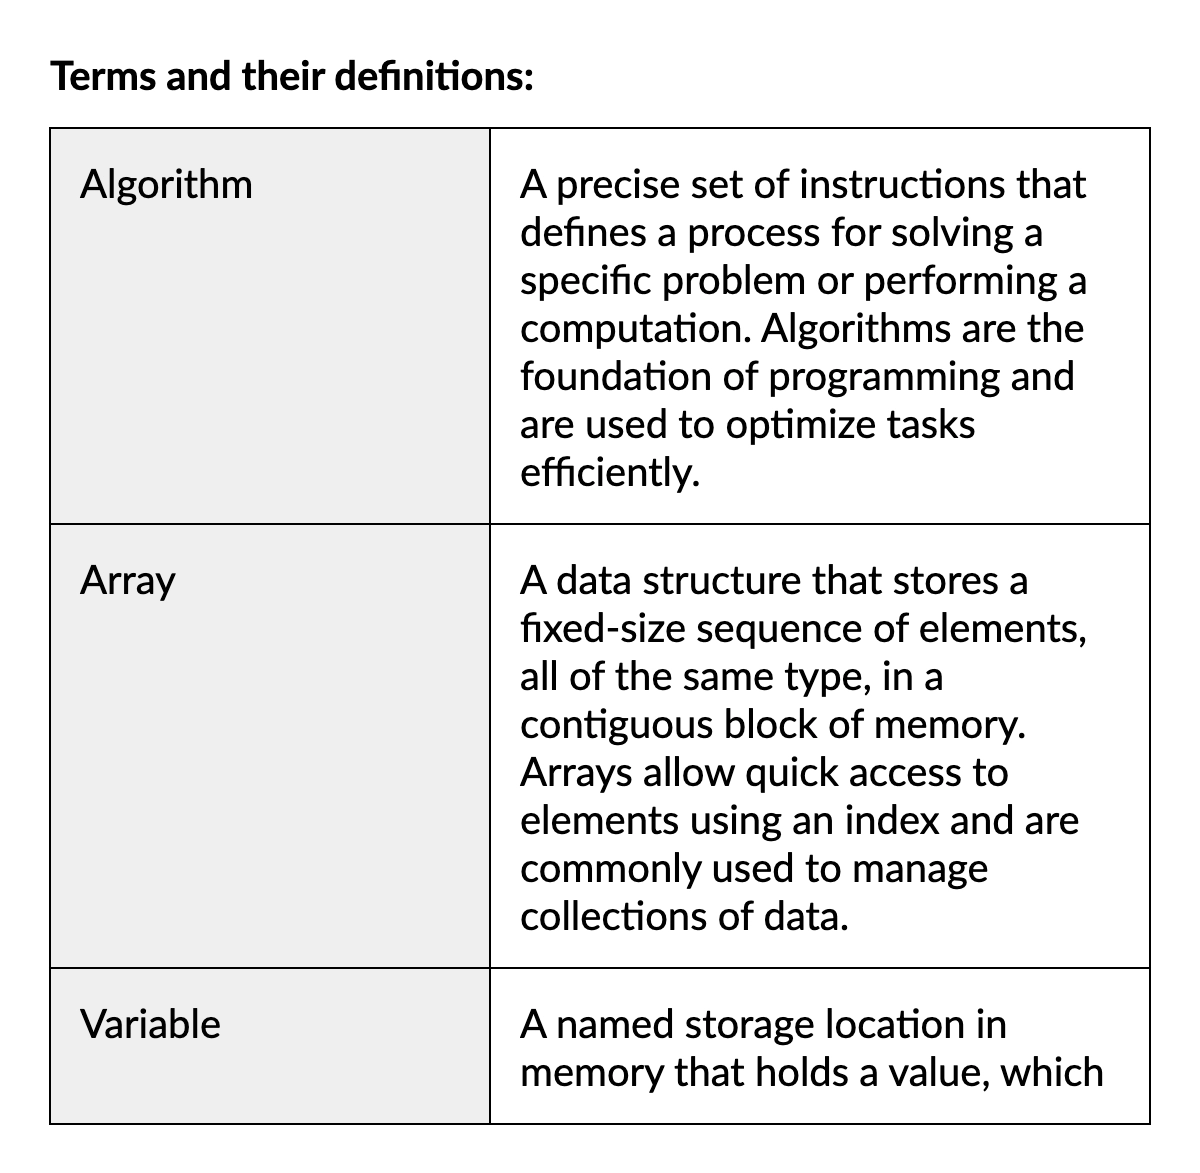 Terms and their definitions:
Algorithm
A precise set of instructions that
defines a process for solving a
specific problem or performing a
computation. Algorithms are the
foundation of programming and
are used to optimize tasks
efficiently.
Array
A data structure that stores a
fixed-size sequence of elements,
all of the same type, in a
contiguous block of memory.
Arrays allow quick access to
elements using an index and are
commonly used to manage
collections of data.
Variable
A named storage location in
memory that holds a value, which